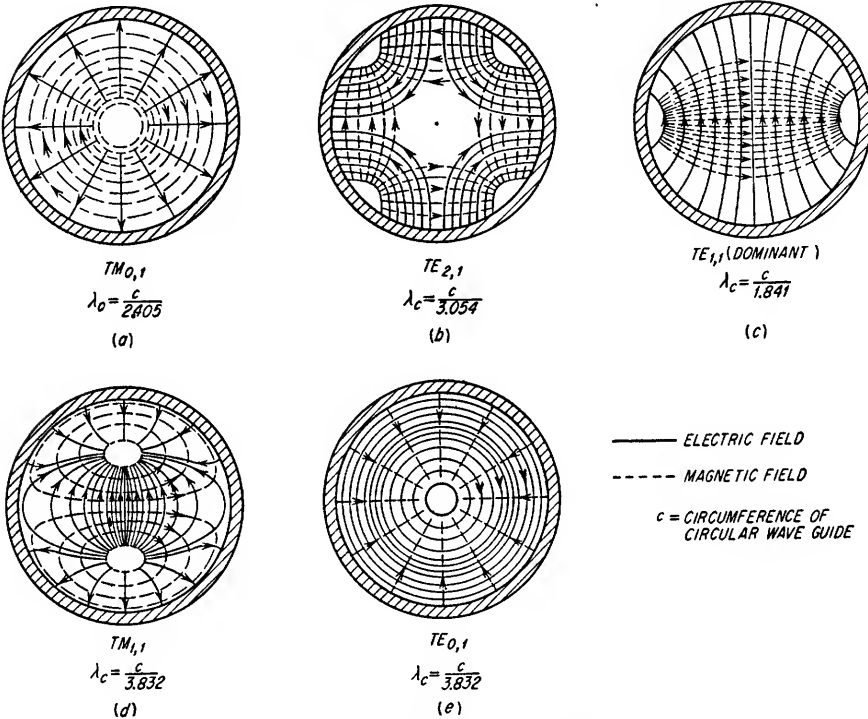 TM0,1
λo = c/2.405
(a)
TE2,1
λc = c/3.054
(b)
TE1,1 (DOMINANT)
λc = c/1.841
(c)
TM1,1
λc = c/3.832
(d)
TE0,1
λc = c/3.832
(e)
ELECTRIC FIELD
MAGNETIC FIELD
c = CIRCUMFERENCE OF
CIRCULAR WAVE GUIDE